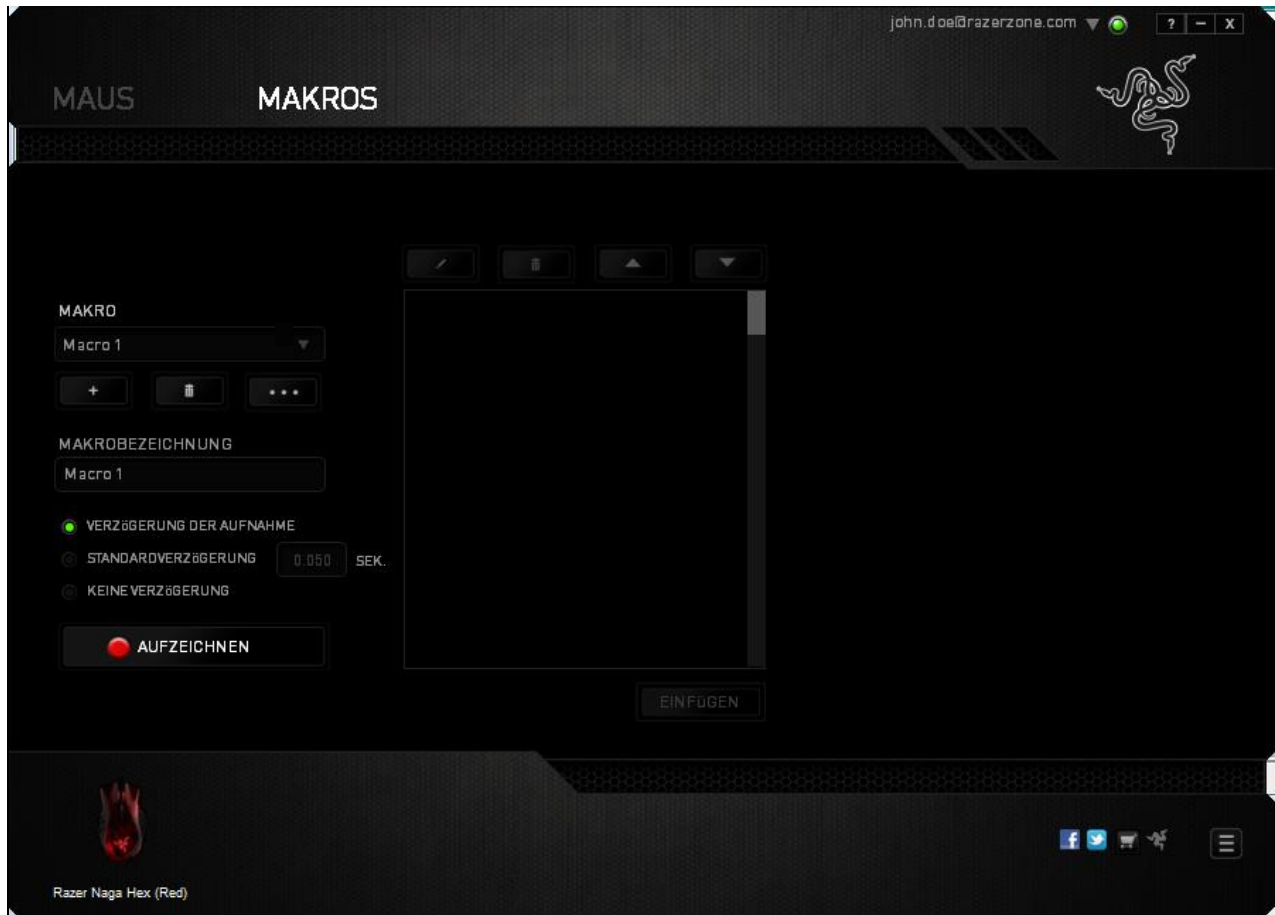 john.doe@razerzone.com
? – X
MAUS MAKROS
MAKRO
Macro 1
+ •••
MAKROBEZEICHNUNG
Macro 1
VERZöGERUNG DER AUFNAHME
STANDARDVERZöGERUNG 0.050 SEK.
KEINE VERZöGERUNG
AUFZEICHNEN
EINFüGEN
Razer Naga Hex (Red)